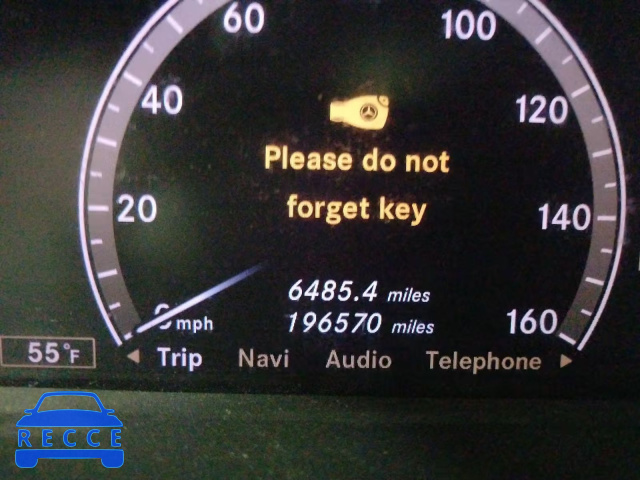 60
100
40
120
Please do not
20
forget key
140
6485.4 miles
196570 miles
160
0 mph
55°F
Trip Navi Audio Telephone
RECCE